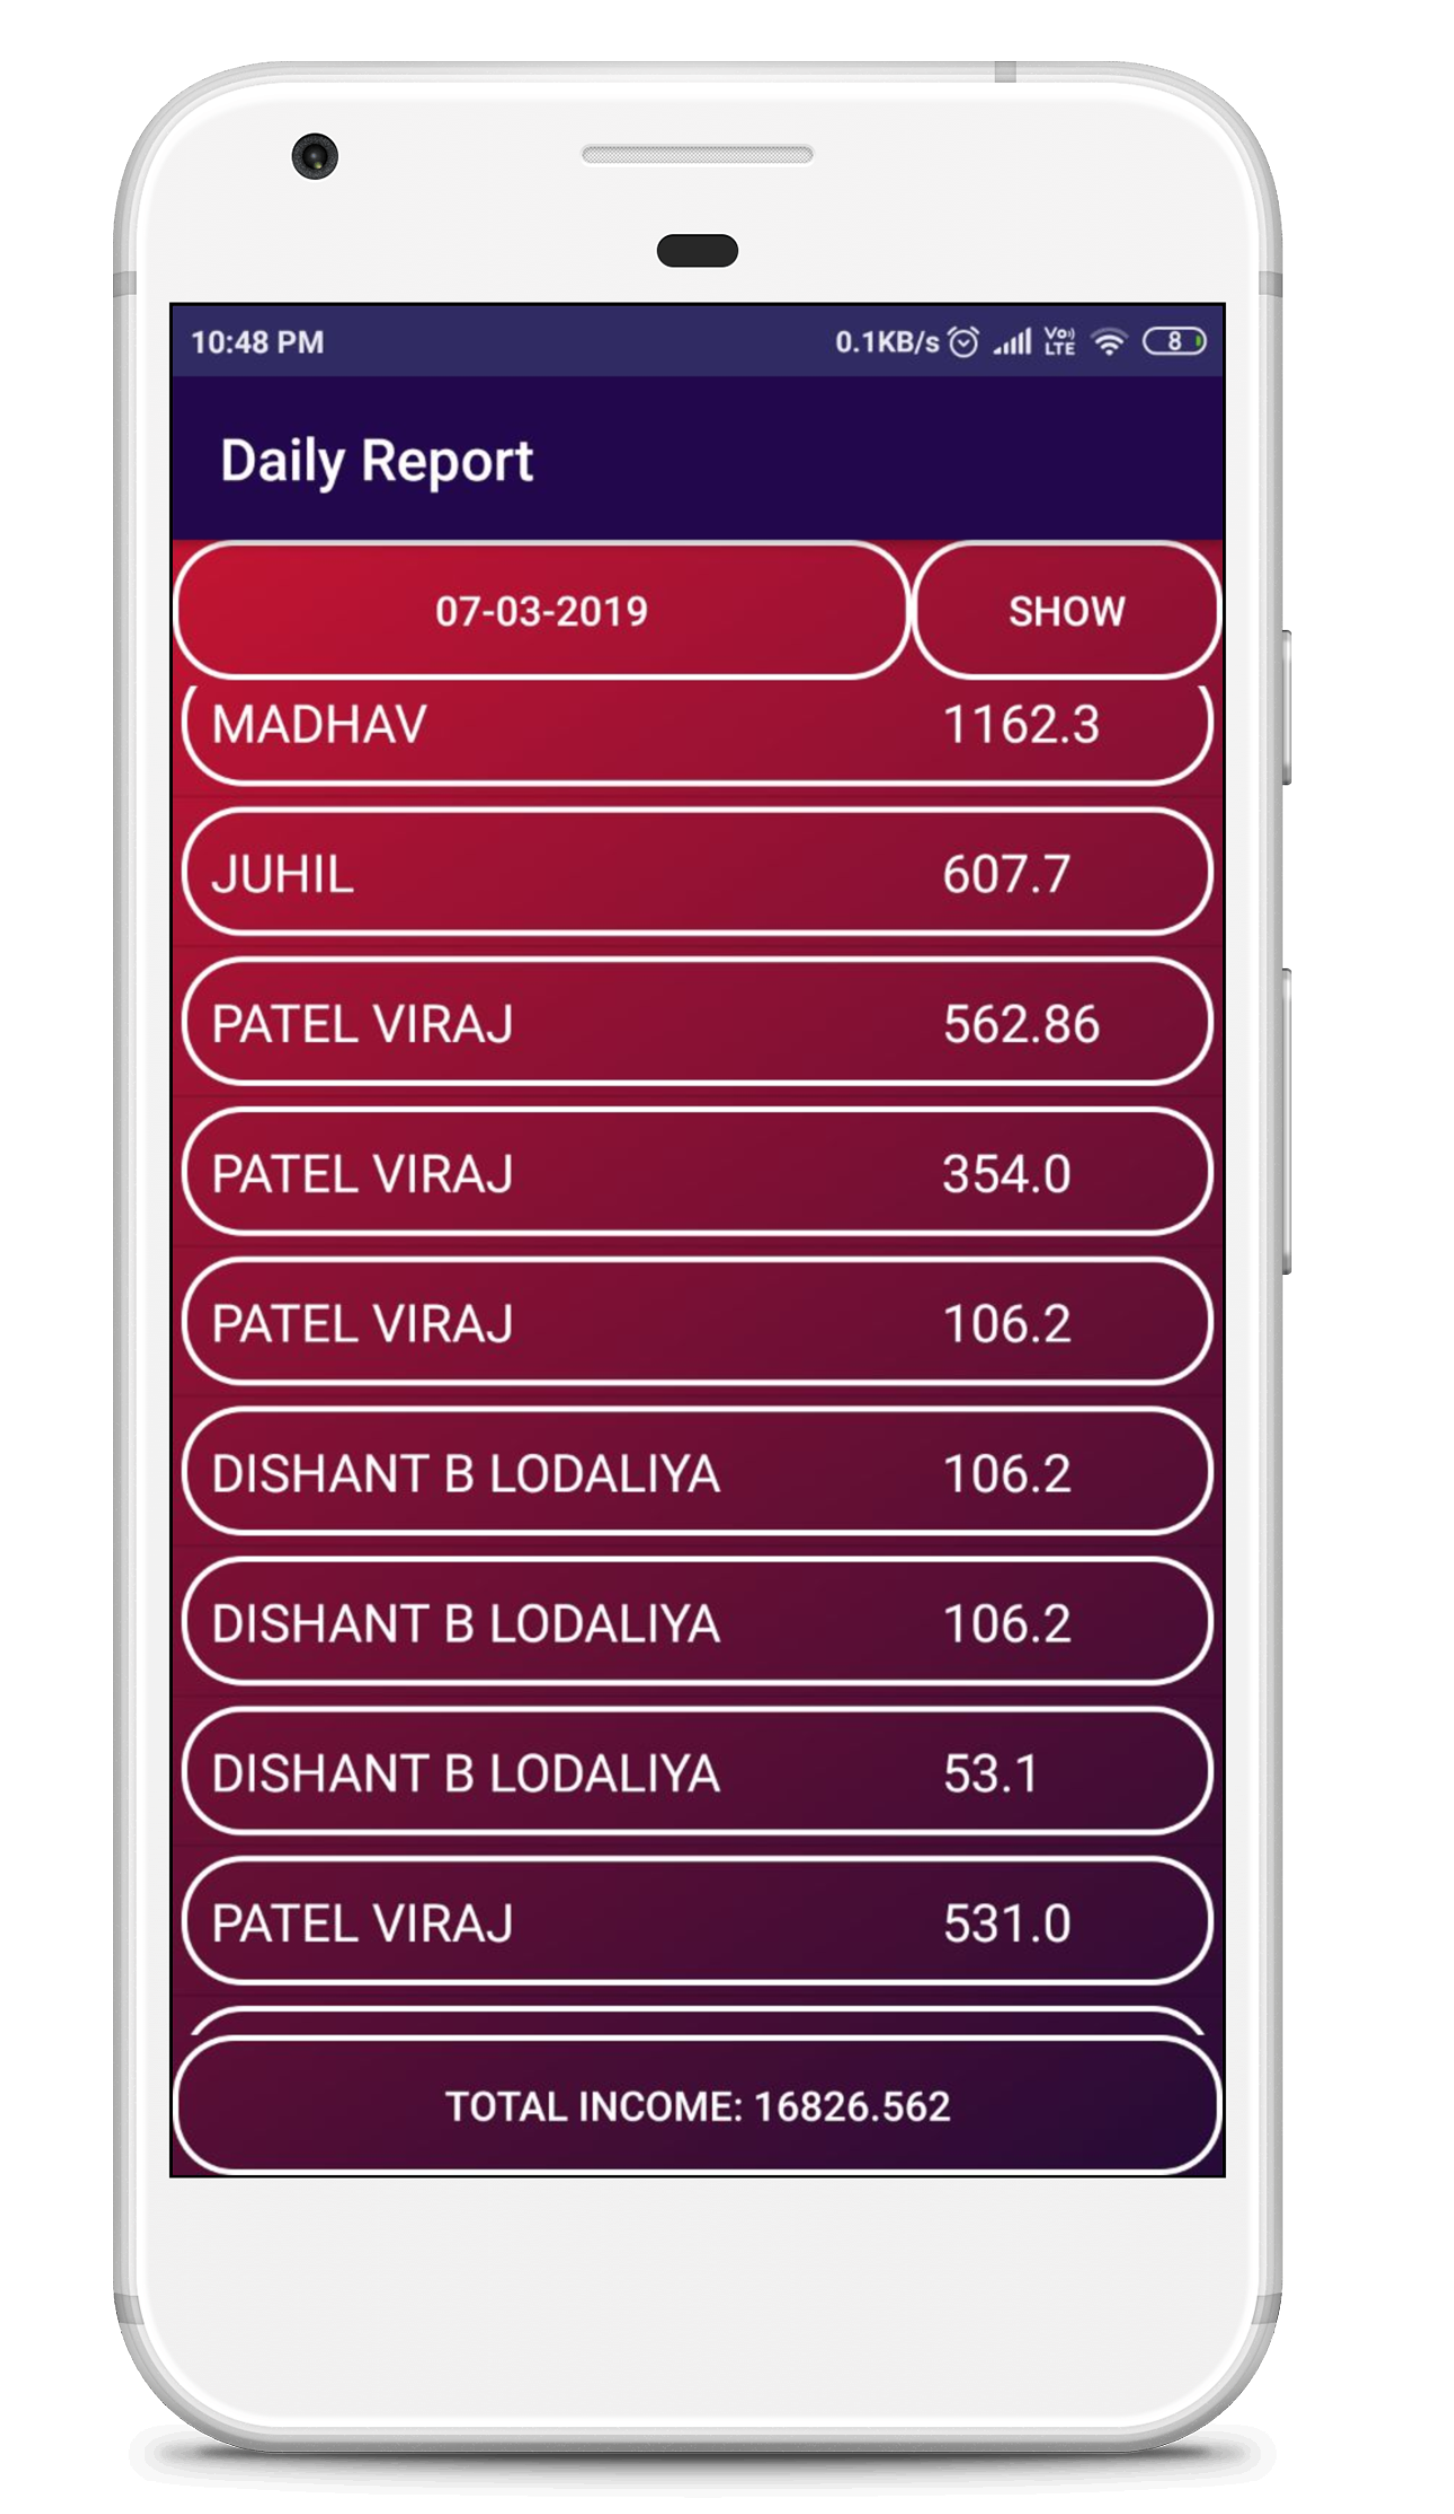 10:48 PM 0.1KB/s Vo) LTE 8
Daily Report
07-03-2019 SHOW
MADHAV 1162.3
JUHIL 607.7
PATEL VIRAJ 562.86
PATEL VIRAJ 354.0
PATEL VIRAJ 106.2
DISHANT B LODALIYA 106.2
DISHANT B LODALIYA 106.2
DISHANT B LODALIYA 53.1
PATEL VIRAJ 531.0
TOTAL INCOME: 16826.562